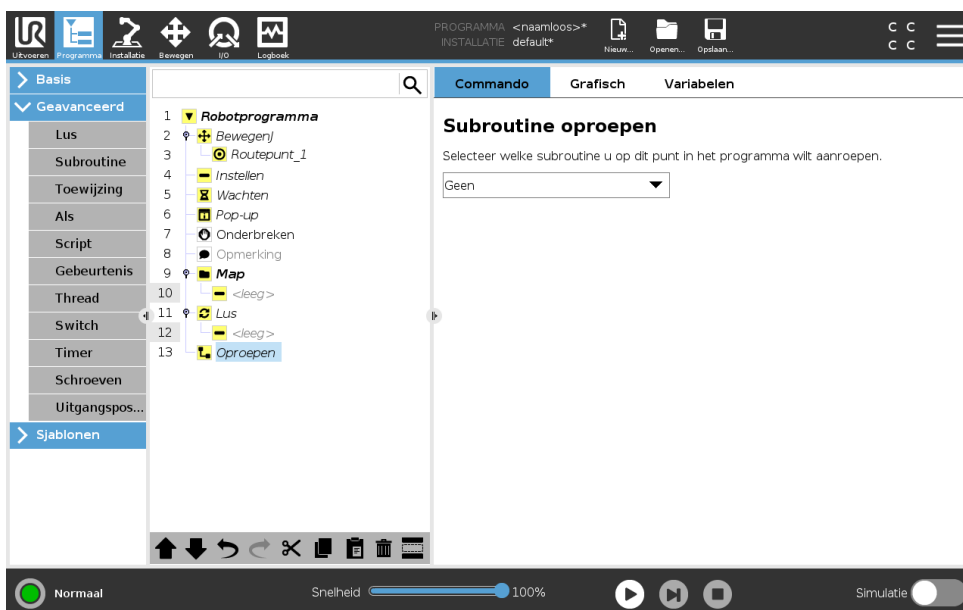 PROGRAMMA <naamloos>*
INSTALLATIE default*
Uitvoeren Programma Installatie Bewegen I/O Logboek
Nieuw... Openen... Opslaan...
C C
C C
Basis
Geavanceerd
Lus
Subroutine
Toewijzing
Als
Script
Gebeurtenis
Thread
Switch
Timer
Schroeven
Uitgangspos...
Sjablonen
1 Robotprogramma
2 BewegenJ
3 Routepunt_1
4 Instellen
5 Wachten
6 Pop-up
7 Onderbreken
8 Opmerking
9 Map
10 <leeg>
11 Lus
12 <leeg>
13 Oproepen
Commando Grafisch Variabelen
Subroutine oproepen
Selecteer welke subroutine u op dit punt in het programma wilt aanroepen.
Geen
Normaal
Snelheid 100%
Simulatie